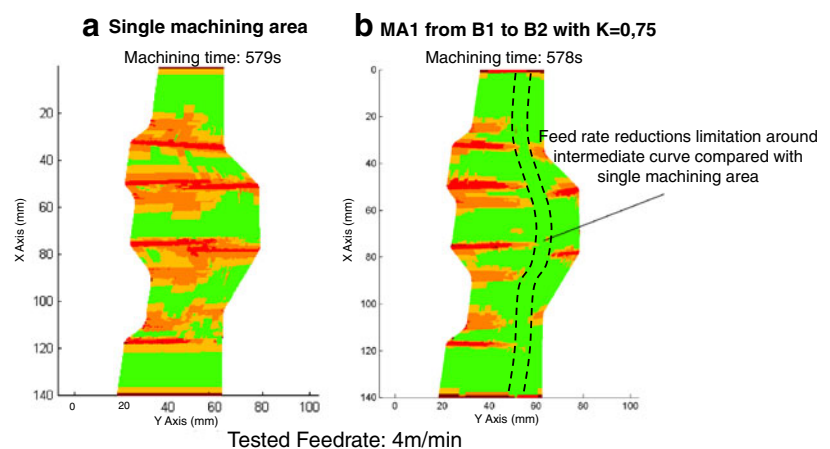 a Single machining area
Machining time: 579s
20
40
60
80
100
120
140
X Axis (mm)
0
20
40
60
80
100
Y Axis (mm)
b MA1 from B1 to B2 with K=0,75
Machining time: 578s
0
20
40
60
80
100
120
140
X Axis (mm)
0
20
40
60
80
100
Y Axis (mm)
Feed rate reductions limitation around
intermediate curve compared with
single machining area
Tested Feedrate: 4m/min